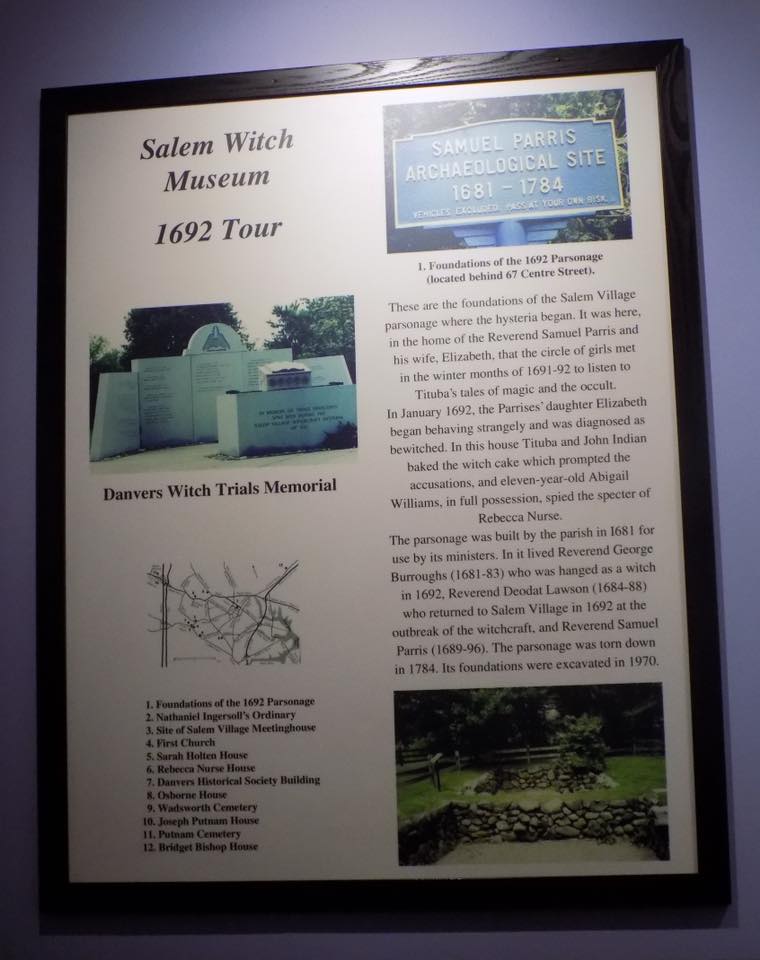 Salem Witch
Museum
1692 Tour
Danvers Witch Trials Memorial
1. Foundations of the 1692 Parsonage
2. Nathaniel Ingersoll's Ordinary
3. Site of Salem Village Meetinghouse
4. First Church
5. Sarah Holten House
6. Rebecca Nurse House
7. Danvers Historical Society Building
8. Osborne House
9. Wadsworth Cemetery
10. Joseph Putnam House
11. Putnam Cemetery
12. Bridget Bishop House
SAMUEL PARRIS
ARCHAEOLOGICAL SITE
1681 – 1784
VEHICLES EXCLUDED. PASS AT YOUR OWN RISK.
1. Foundations of the 1692 Parsonage
(located behind 67 Centre Street).
These are the foundations of the Salem Village
parsonage where the hysteria began. It was here,
in the home of the Reverend Samuel Parris and
his wife, Elizabeth, that the circle of girls met
in the winter months of 1691-92 to listen to
Tituba's tales of magic and the occult.
In January 1692, the Parrises' daughter Elizabeth
began behaving strangely and was diagnosed as
bewitched. In this house Tituba and John Indian
baked the witch cake which prompted the
accusations, and eleven-year-old Abigail
Williams, in full possession, spied the specter of
Rebecca Nurse.
The parsonage was built by the parish in I681 for
use by its ministers. In it lived Reverend George
Burroughs (1681-83) who was hanged as a witch
in 1692, Reverend Deodat Lawson (1684-88)
who returned to Salem Village in 1692 at the
outbreak of the witchcraft, and Reverend Samuel
Parris (1689-96). The parsonage was torn down
in 1784. Its foundations were excavated in 1970.